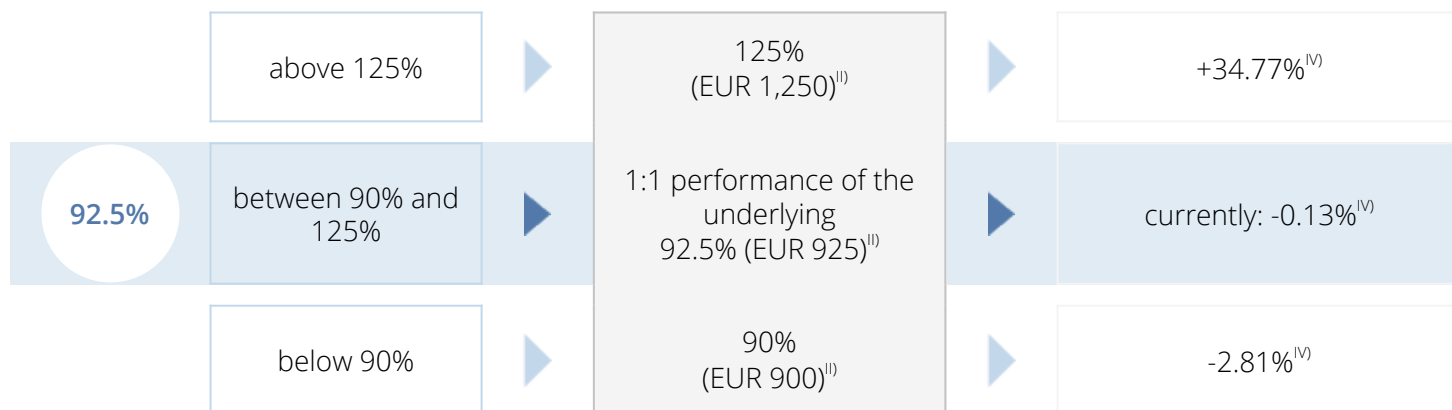 above 125%
125%
(EUR 1,250)II)
+34.77%IV)
92.5%
between 90% and
125%
1:1 performance of the
underlying
92.5% (EUR 925)II)
currently: -0.13%IV)
below 90%
90%
(EUR 900)II)
-2.81%IV)